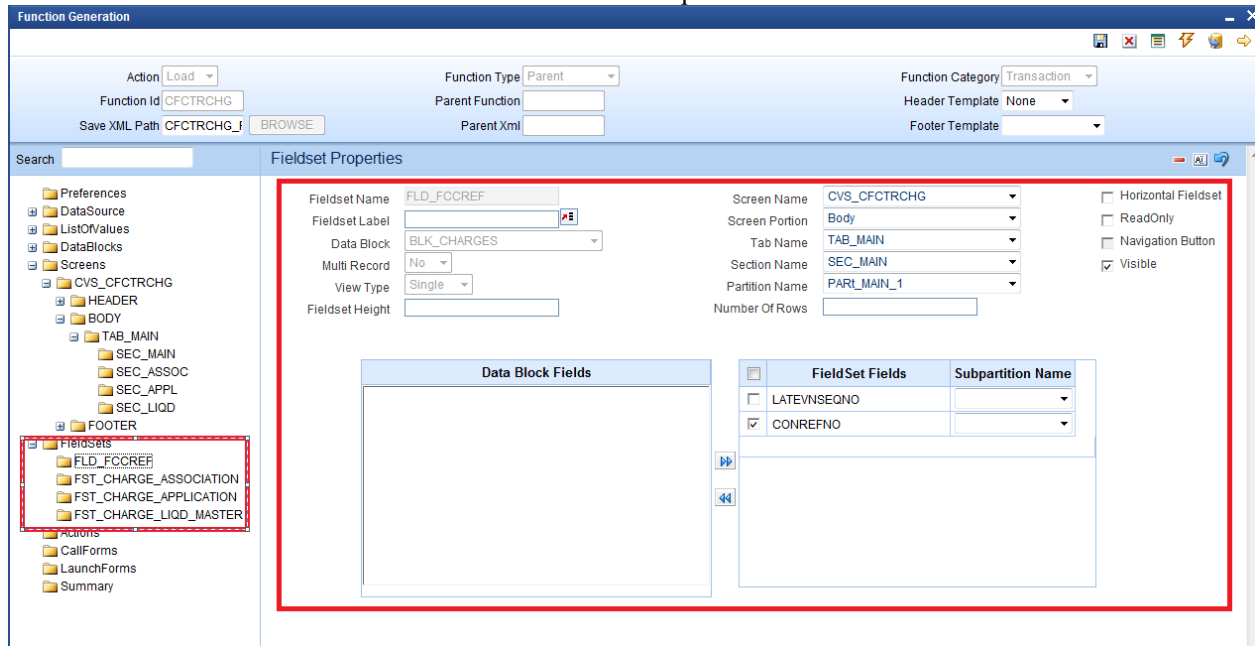 Function Generation
Action Load Function Type Parent Function Category Transaction
Function Id CFCTRCHG Parent Function Header Template None
Save XML Path CFCTRCHG_F BROWSE Parent Xml Footer Template
Search Fieldset Properties
Preferences
DataSource
ListOfValues
DataBlocks
Screens
CVS_CFCTRCHG
HEADER
BODY
TAB_MAIN
SEC_MAIN
SEC_ASSOC
SEC_APPL
SEC_LIQD
FOOTER
FieldSets
FLD_FCCREF
FST_CHARGE_ASSOCIATION
FST_CHARGE_APPLICATION
FST_CHARGE_LIQD_MASTER
Actions
CallForms
LaunchForms
Summary
Fieldset Name FLD_FCCREF Screen Name CVS_CFCTRCHG Horizontal Fieldset
Fieldset Label Screen Portion Body ReadOnly
Data Block BLK_CHARGES Tab Name TAB_MAIN Navigation Button
Multi Record No Section Name SEC_MAIN Visible
View Type Single Partition Name PARt_MAIN_1
Fieldset Height Number Of Rows
Data Block Fields FieldSet Fields Subpartition Name
LATEVNSEQNO
CONREFNO